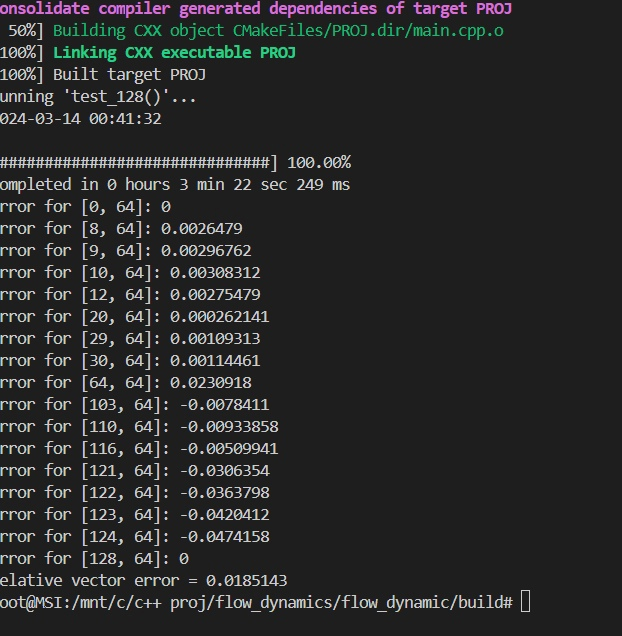 onsolidate compiler generated dependencies of target PROJ
 50%] Building CXX object CMakeFiles/PROJ.dir/main.cpp.o
100%] Linking CXX executable PROJ
100%] Built target PROJ
unning 'test_128()'...
024-03-14 00:41:32
##############################] 100.00%
ompleted in 0 hours 3 min 22 sec 249 ms
rror for [0, 64]: 0
rror for [8, 64]: 0.0026479
rror for [9, 64]: 0.00296762
rror for [10, 64]: 0.00308312
rror for [12, 64]: 0.00275479
rror for [20, 64]: 0.000262141
rror for [29, 64]: 0.00109313
rror for [30, 64]: 0.00114461
rror for [64, 64]: 0.0230918
rror for [103, 64]: -0.0078411
rror for [110, 64]: -0.00933858
rror for [116, 64]: -0.00509941
rror for [121, 64]: -0.0306354
rror for [122, 64]: -0.0363798
rror for [123, 64]: -0.0420412
rror for [124, 64]: -0.0474158
rror for [128, 64]: 0
elative vector error = 0.0185143
oot@MSI:/mnt/c/c++ proj/flow_dynamics/flow_dynamic/build#